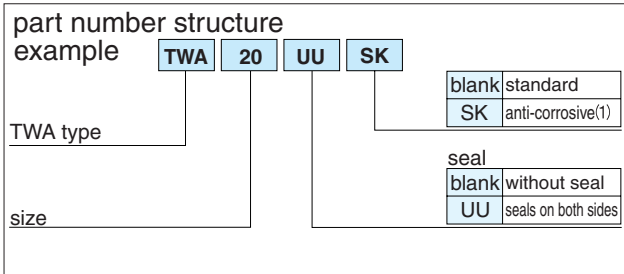 part number structure
example TWA 20 UU SK
blank standard
SK anti-corrosive(1)
TWA type
seal
blank without seal
UU seals on both sides
size